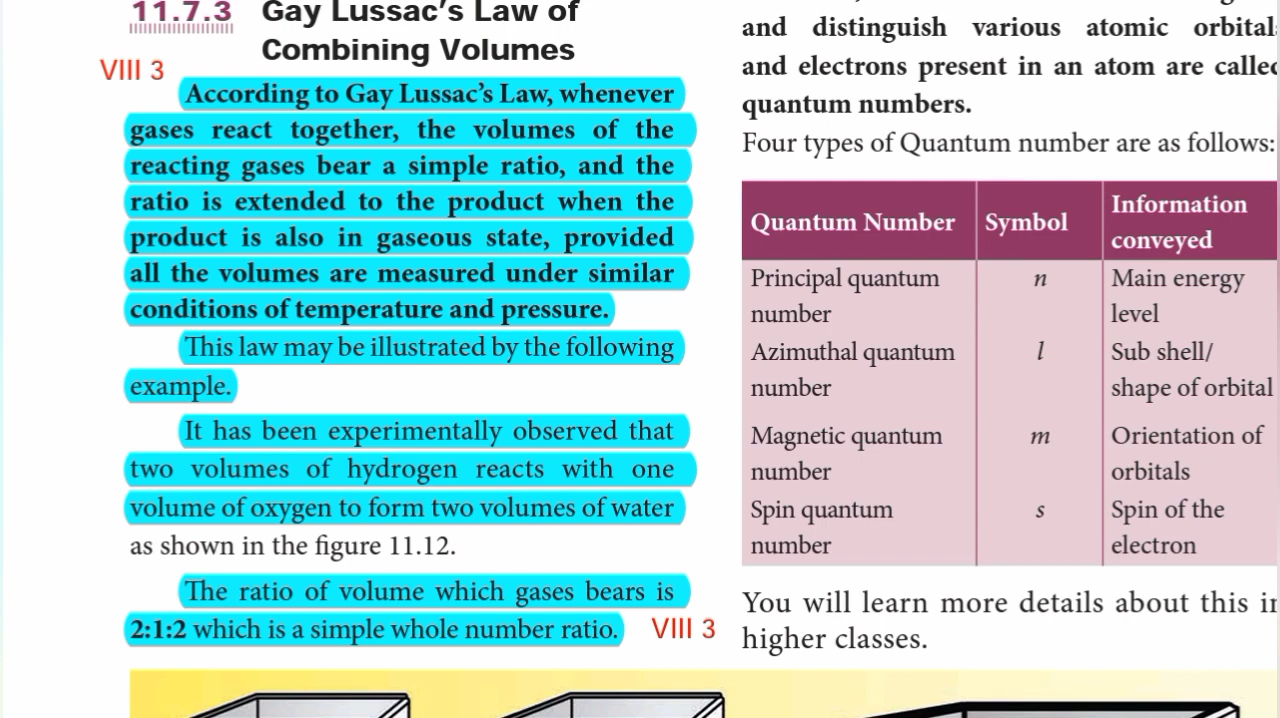 11.7.3 Gay Lussac's Law of
Combining Volumes
VIII 3
According to Gay Lussac's Law, whenever
gases react together, the volumes of the
reacting gases bear a simple ratio, and the
ratio is extended to the product when the
product is also in gaseous state, provided
all the volumes are measured under similar
conditions of temperature and pressure.
This law may be illustrated by the following
example.
It has been experimentally observed that
two volumes of hydrogen reacts with one
volume of oxygen to form two volumes of water
as shown in the figure 11.12.
The ratio of volume which gases bears is
2:1:2 which is a simple whole number ratio. VIII 3
and distinguish various atomic
and electrons present in an atom are
quantum numbers.
Four types of Quantum number are as follows:
Quantum Number Symbol Information
conveyed
Principal quantum n Main energy
number level
Azimuthal quantum l Sub shell/
number shape of orbital
Magnetic quantum m Orientation of
number orbitals
Spin quantum s Spin of the
number electron
You will learn more details about this
higher classes.